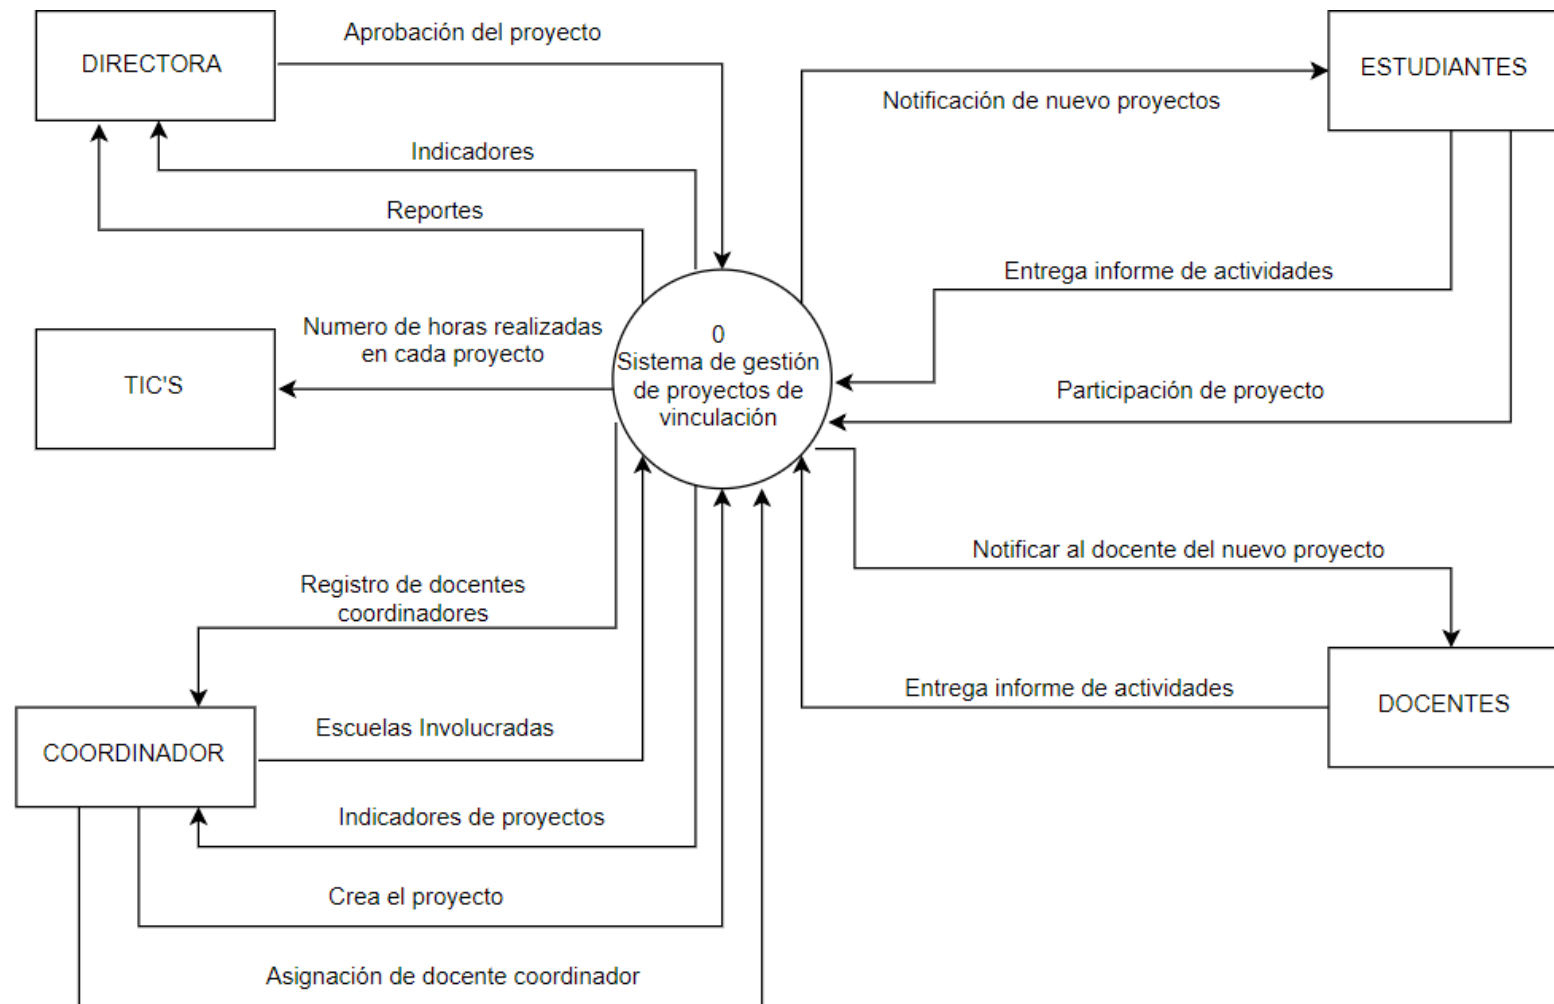 Aprobación del proyecto
DIRECTORA
ESTUDIANTES
Notificación de nuevo proyectos
Indicadores
Reportes
Entrega informe de actividades
Numero de horas realizadas
en cada proyecto
TIC'S
0
Sistema de gestión
de proyectos de
vinculación
Participación de proyecto
Notificar al docente del nuevo proyecto
Registro de docentes
coordinadores
Entrega informe de actividades
DOCENTES
Escuelas Involucradas
COORDINADOR
Indicadores de proyectos
Crea el proyecto
Asignación de docente coordinador